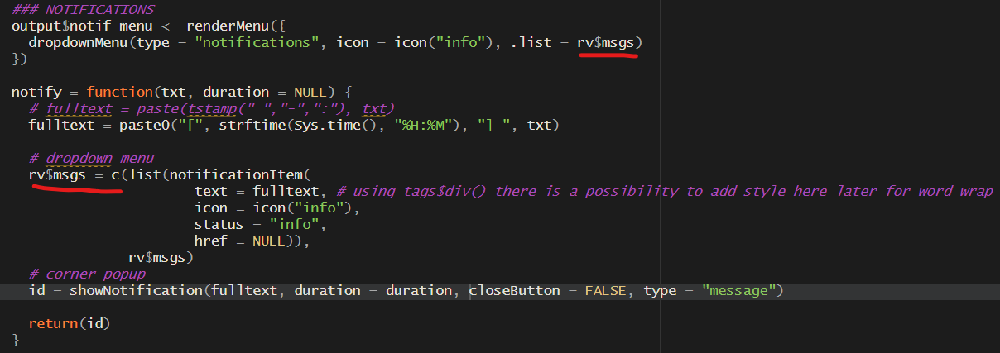 ### NOTIFICATIONS
output$notif_menu <- renderMenu({
  dropdownMenu(type = "notifications", icon = icon("info"), .list = rv$msgs)
})

notify = function(txt, duration = NULL) {
  # fulltext = paste(tstamp(" ","-",":"), txt)
  fulltext = paste0("[", strftime(Sys.time(), "%H:%M"), "] ", txt)

  # dropdown menu
  rv$msgs = c(list(notificationItem(
                      text = fulltext, # using tags$div() there is a possibility to add style here later for word wrap
                      icon = icon("info"),
                      status = "info",
                      href = NULL)),
              rv$msgs)
  # corner popup
  id = showNotification(fulltext, duration = duration, closeButton = FALSE, type = "message")

  return(id)
}